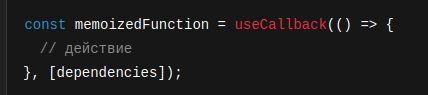 const memoizedFunction = useCallback(() => {
  // действие
}, [dependencies]);